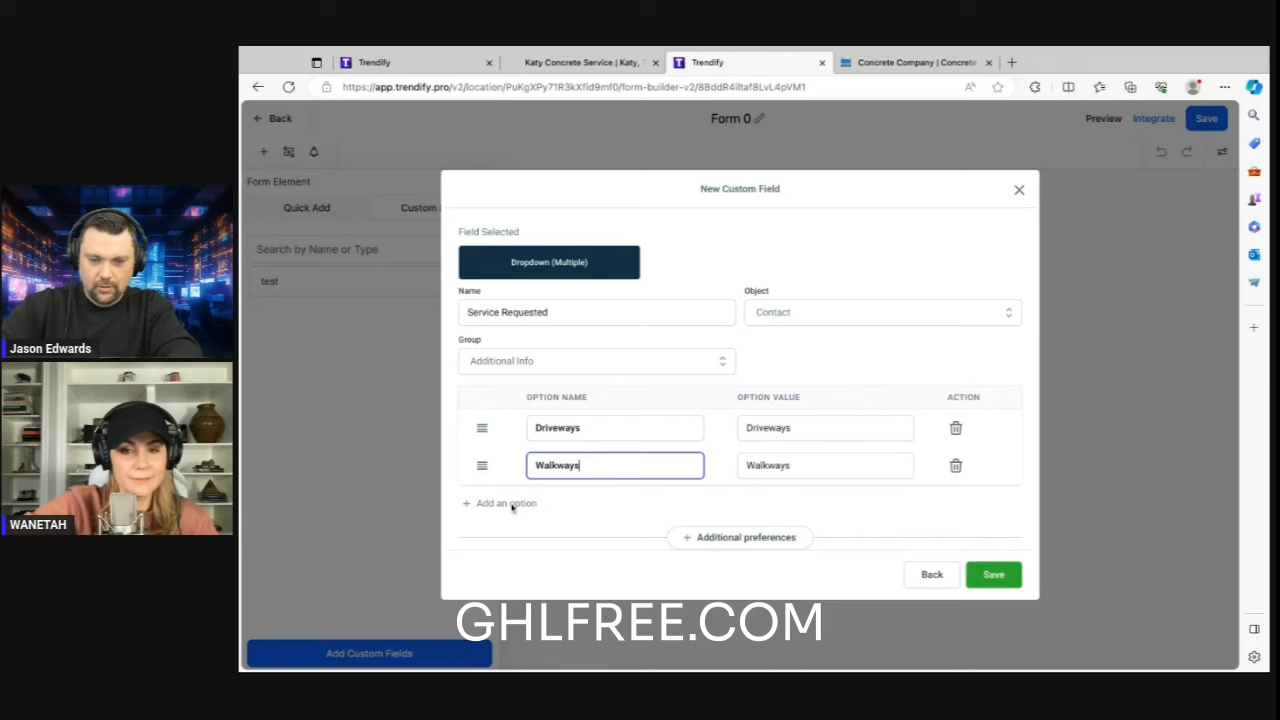 Trendify
Katy Concrete Service | Katy,
Trendify
Concrete Company | Concrete
https://app.trendify.pro/v2/location/PuKgXPy71R3kXfid9mf0/form-builder-v2/8BddR4iltaf8LvL4pVM1
Back
Form 0
Preview
Integrate
Save
Form Element
Quick Add
Custom
Search by Name or Type
test
New Custom Field
Field Selected
Dropdown (Multiple)
Name
Object
Service Requested
Contact
Group
Additional Info
OPTION NAME
OPTION VALUE
ACTION
Driveways
Driveways
Walkways
Walkways
+ Add an option
+ Additional preferences
Back
Save
Add Custom Fields
Jason Edwards
WANETAH
GHLFREE.COM